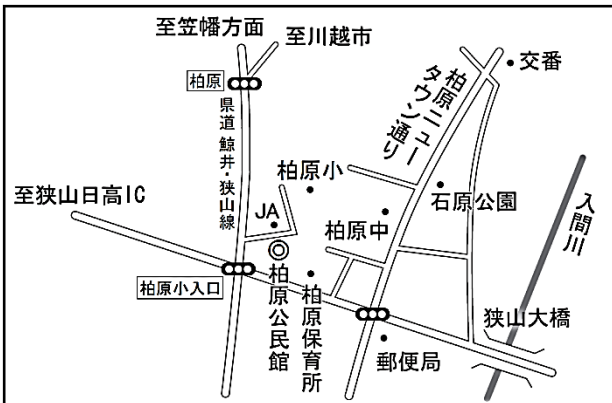 至笠幡方面
至川越市
交番
柏原
柏原ニュー
タウン通り
県道 鯨井・狭山線
柏原小
至狭山日高IC
JA
石原公園
入間川
柏原中
柏原小入口
柏原公民館
柏原保育所
狭山大橋
郵便局